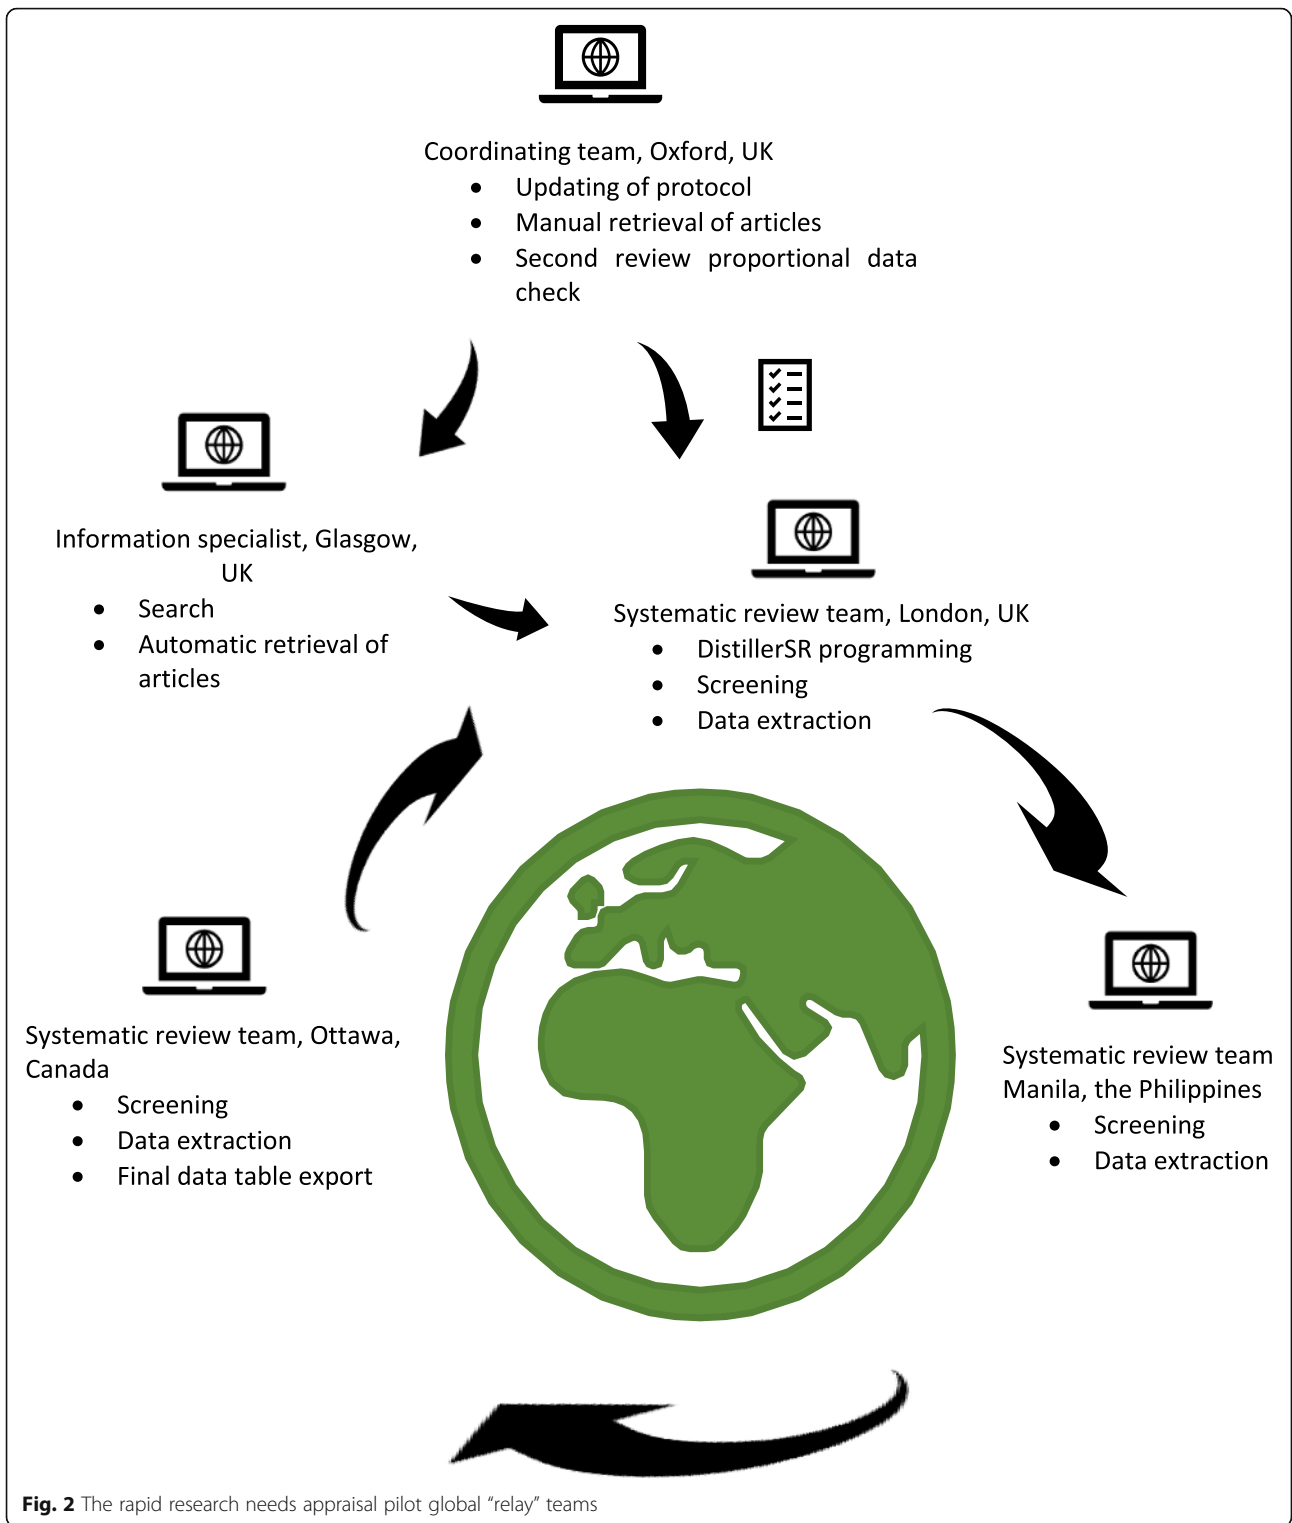 Coordinating team, Oxford, UK
• Updating of protocol
• Manual retrieval of articles
• Second review proportional data
check
Information specialist, Glasgow,
UK
• Search
• Automatic retrieval of
articles
Systematic review team, London, UK
• DistillerSR programming
• Screening
• Data extraction
Systematic review team, Ottawa,
Canada
• Screening
• Data extraction
• Final data table export
Systematic review team
Manila, the Philippines
• Screening
• Data extraction
Fig. 2 The rapid research needs appraisal pilot global “relay” teams